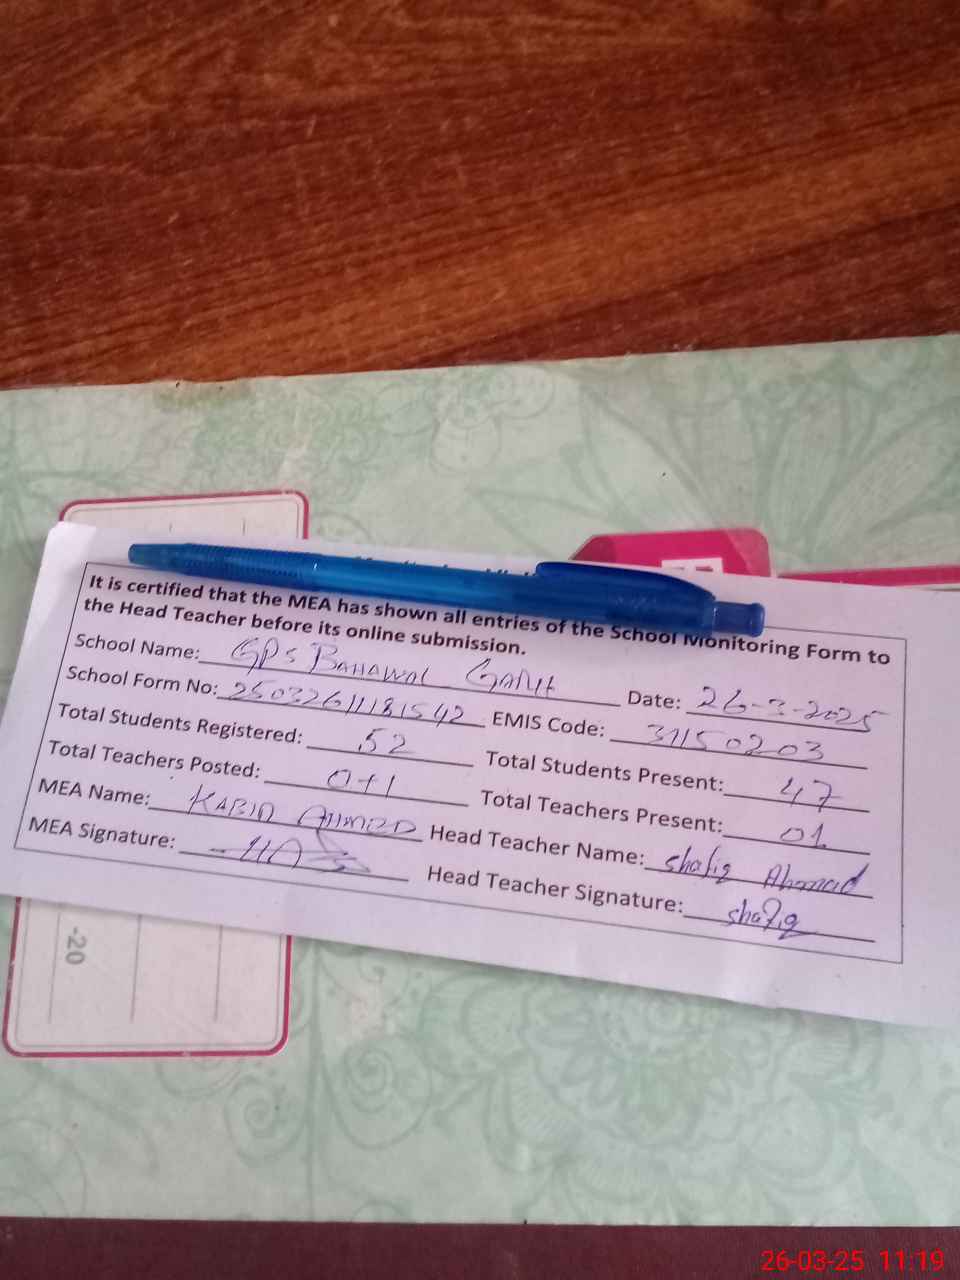 It is certified that the MEA has shown all entries of the School Monitoring Form to
the Head Teacher before its online submission.
School Name: GPS BAHAWAL GARH Date: 26-3-2025
School Form No: 25032611181542 EMIS Code: 31150203
Total Students Registered: 52 Total Students Present: 47
Total Teachers Posted: 0+1 Total Teachers Present: 01
MEA Name: KABIR AHMED Head Teacher Name: Shafiq Ahmad
MEA Signature: Head Teacher Signature: shafiq
-20
26-03-25 11:19